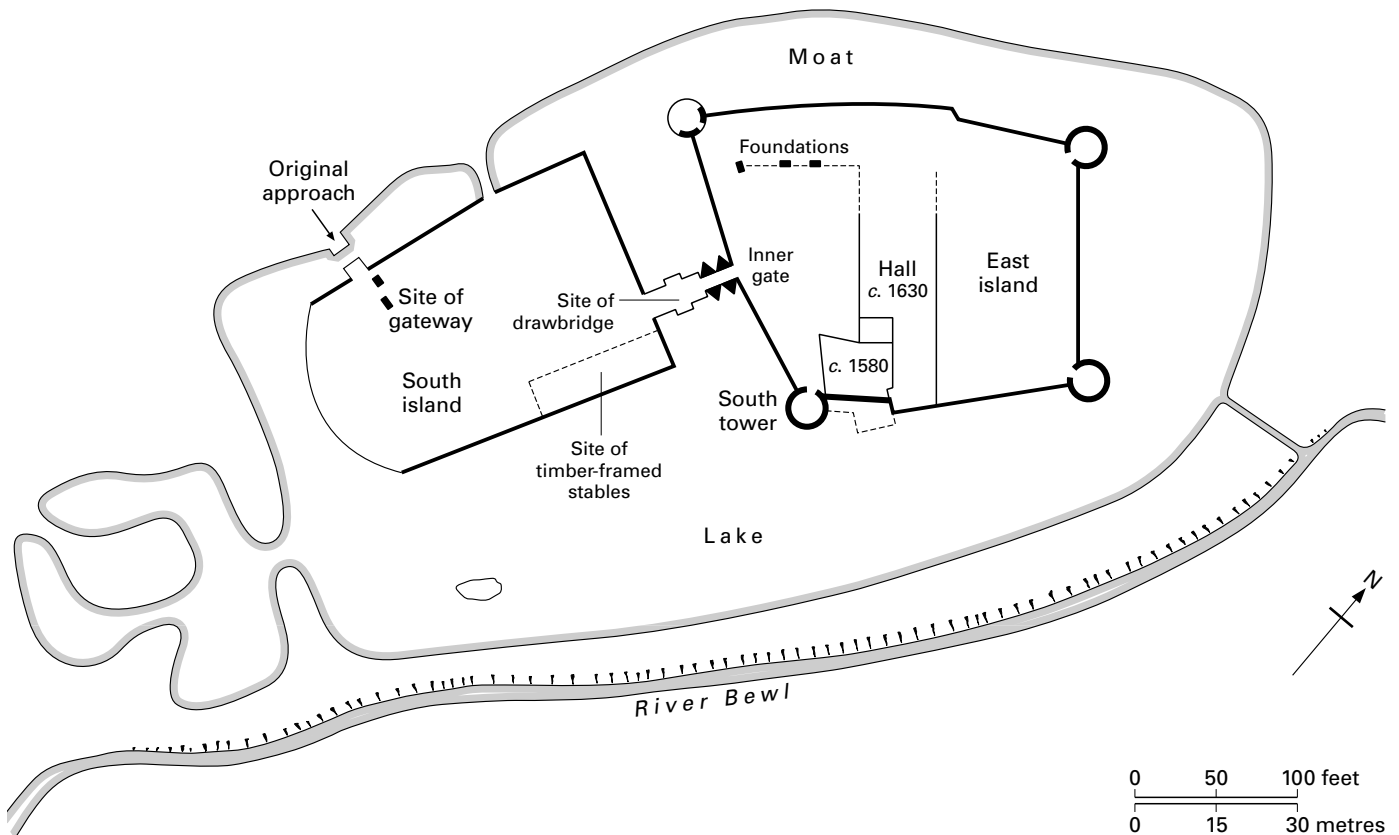 Moat
Foundations
Original
approach
Inner
gate
Hall
c. 1630
East
island
Site of
gateway
Site of
drawbridge
c. 1580
South
island
South
tower
Site of
timber-framed
stables
Lake
N
River Bewl
0 50 100 feet
0 15 30 metres